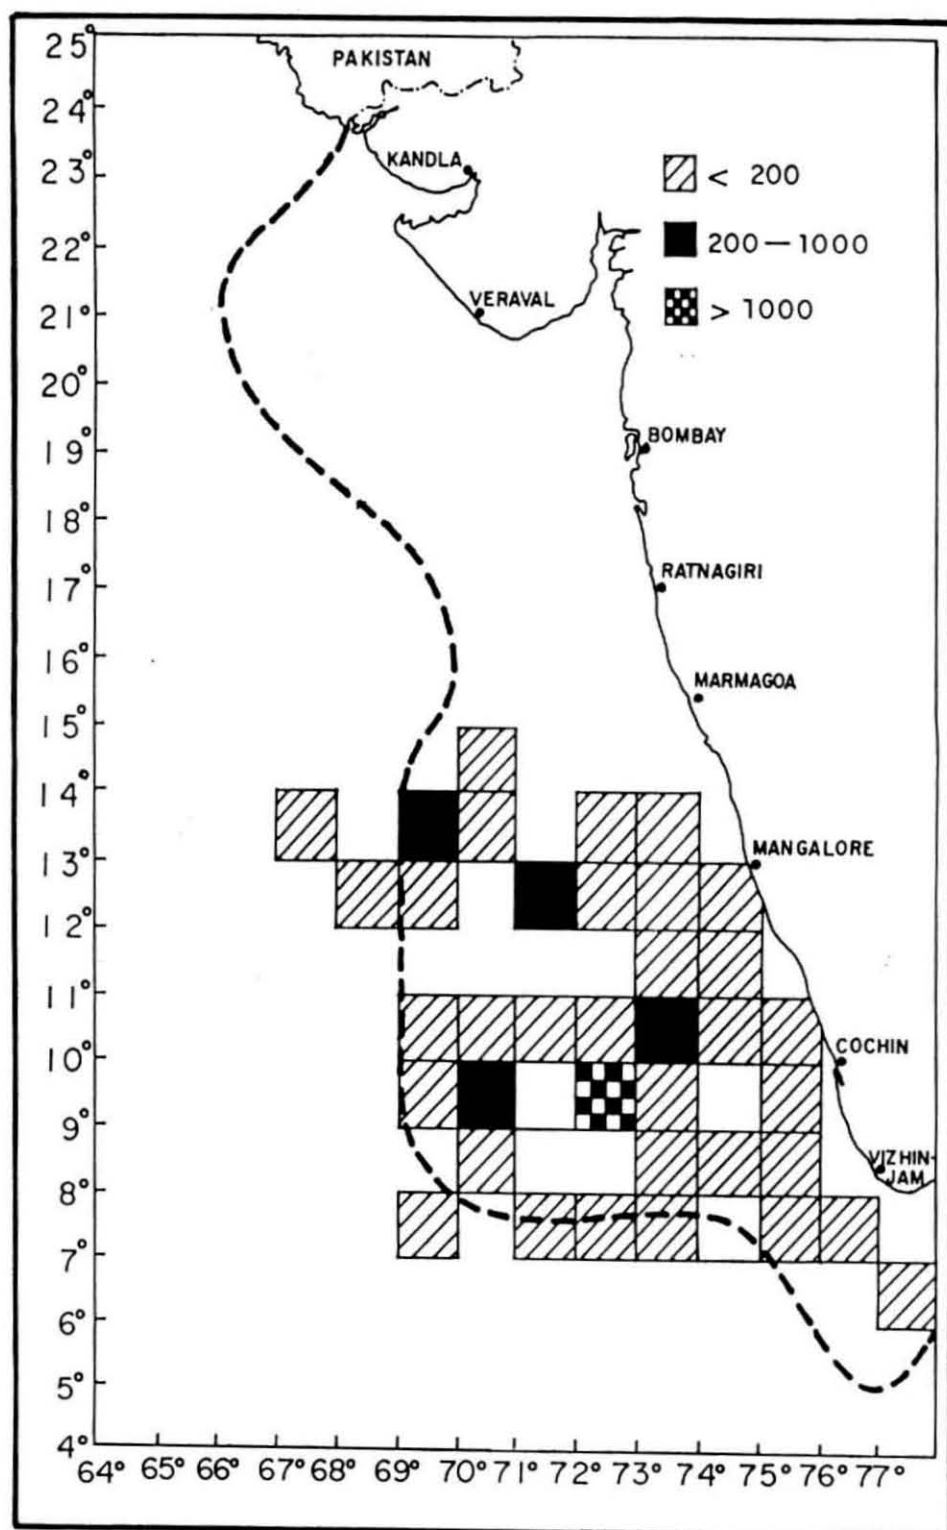 25°
PAKISTAN
24°
23°
KANDLA
< 200
22°
200–1000
21°
VERAVAL
> 1000
20°
19°
BOMBAY
18°
17°
RATNAGIRI
16°
MARMAGOA
15°
14°
13°
MANGALORE
12°
11°
10°
COCHIN
9°
8°
VIZHIN-
JAM
7°
6°
5°
4°
64° 65° 66° 67° 68° 69° 70° 71° 72° 73° 74° 75° 76° 77°